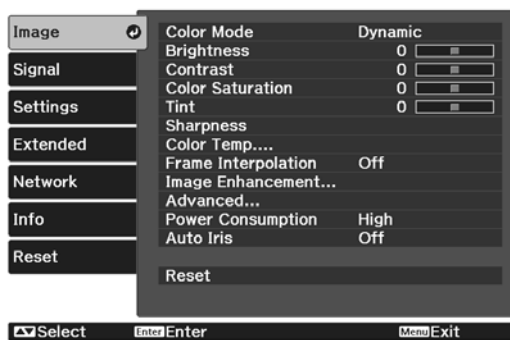 Image
Signal
Settings
Extended
Network
Info
Reset
Color Mode Dynamic
Brightness 0
Contrast 0
Color Saturation 0
Tint 0
Sharpness
Color Temp....
Frame Interpolation Off
Image Enhancement...
Advanced...
Power Consumption High
Auto Iris Off
Reset
Select Enter Enter Menu Exit